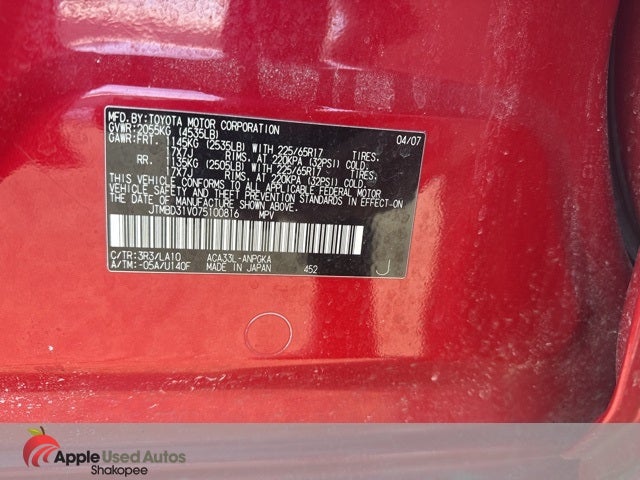 MFD.BY:TOYOTA MOTOR CORPORATION 04/07
GVWR:2055KG (4535LB)
GAWR:FRT. 1145KG (2535LB) WITH 225/65R17 TIRES,
17X7J RIMS, AT 220KPA (32PSI) COLD.
RR. 1135KG (2505LB) WITH 225/65R17 TIRES,
17X7J RIMS, AT 220KPA (32PSI) COLD.
THIS VEHICLE CONFORMS TO ALL APPLICABLE FEDERAL MOTOR
VEHICLE SAFETY AND THEFT PREVENTION STANDARDS IN EFFECT ON
THE DATE OF MANUFACTURE SHOWN ABOVE.
JTMBD31V075100816 MPV
C/TR:3R3/LA10 ACA33L-ANPGKA
A/TM:-05A/U140F MADE IN JAPAN 452 J
Apple Used Autos
Shakopee